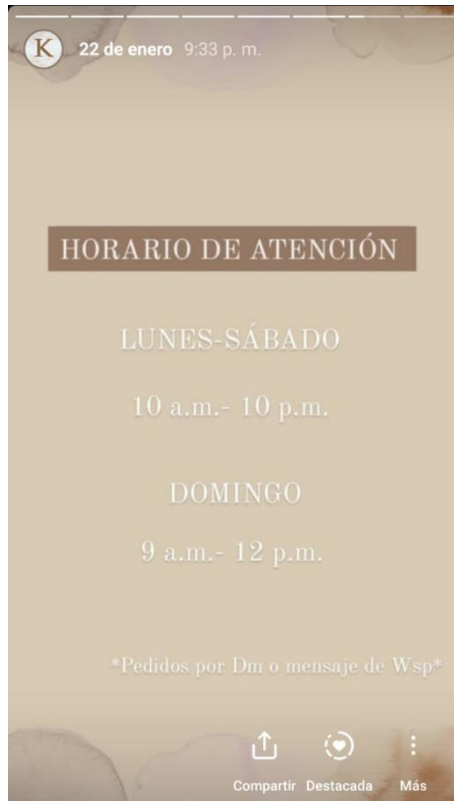 K
22 de enero 9:33 p. m.
HORARIO DE ATENCIÓN
LUNES-SÁBADO
10 a.m.- 10 p.m.
DOMINGO
9 a.m.- 12 p.m.
*Pedidos por Dm o mensaje de Wsp*
Compartir Destacada Más